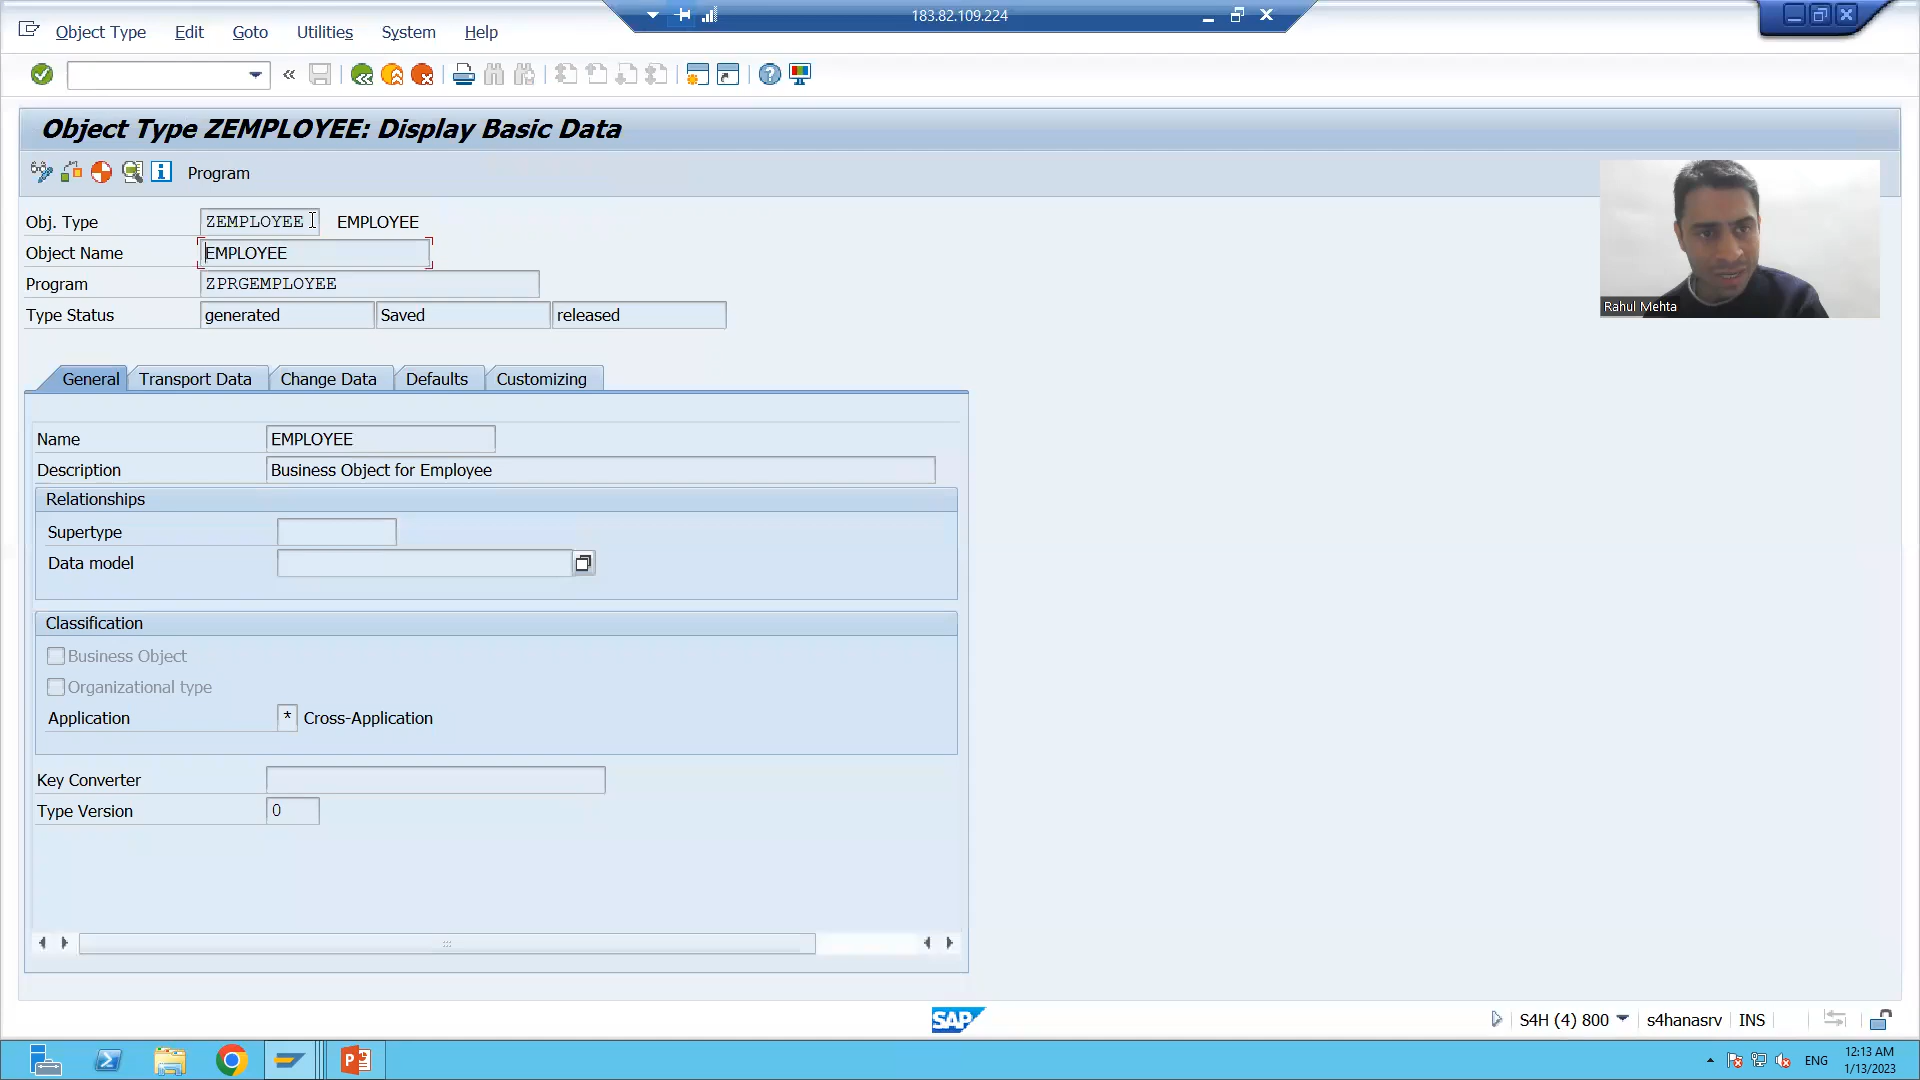 183.82.109.224
Object Type Edit Goto Utilities System Help
Object Type ZEMPLOYEE: Display Basic Data
Program
Obj. Type ZEMPLOYEE EMPLOYEE
Object Name EMPLOYEE
Program ZPRGEMPLOYEE
Type Status generated Saved released
Rahul Mehta
General Transport Data Change Data Defaults Customizing
Name EMPLOYEE
Description Business Object for Employee
Relationships
Supertype
Data model
Classification
Business Object
Organizational type
Application * Cross-Application
Key Converter
Type Version 0
SAP
S4H (4) 800 s4hanasrv INS
ENG
12:13 AM
1/13/2023